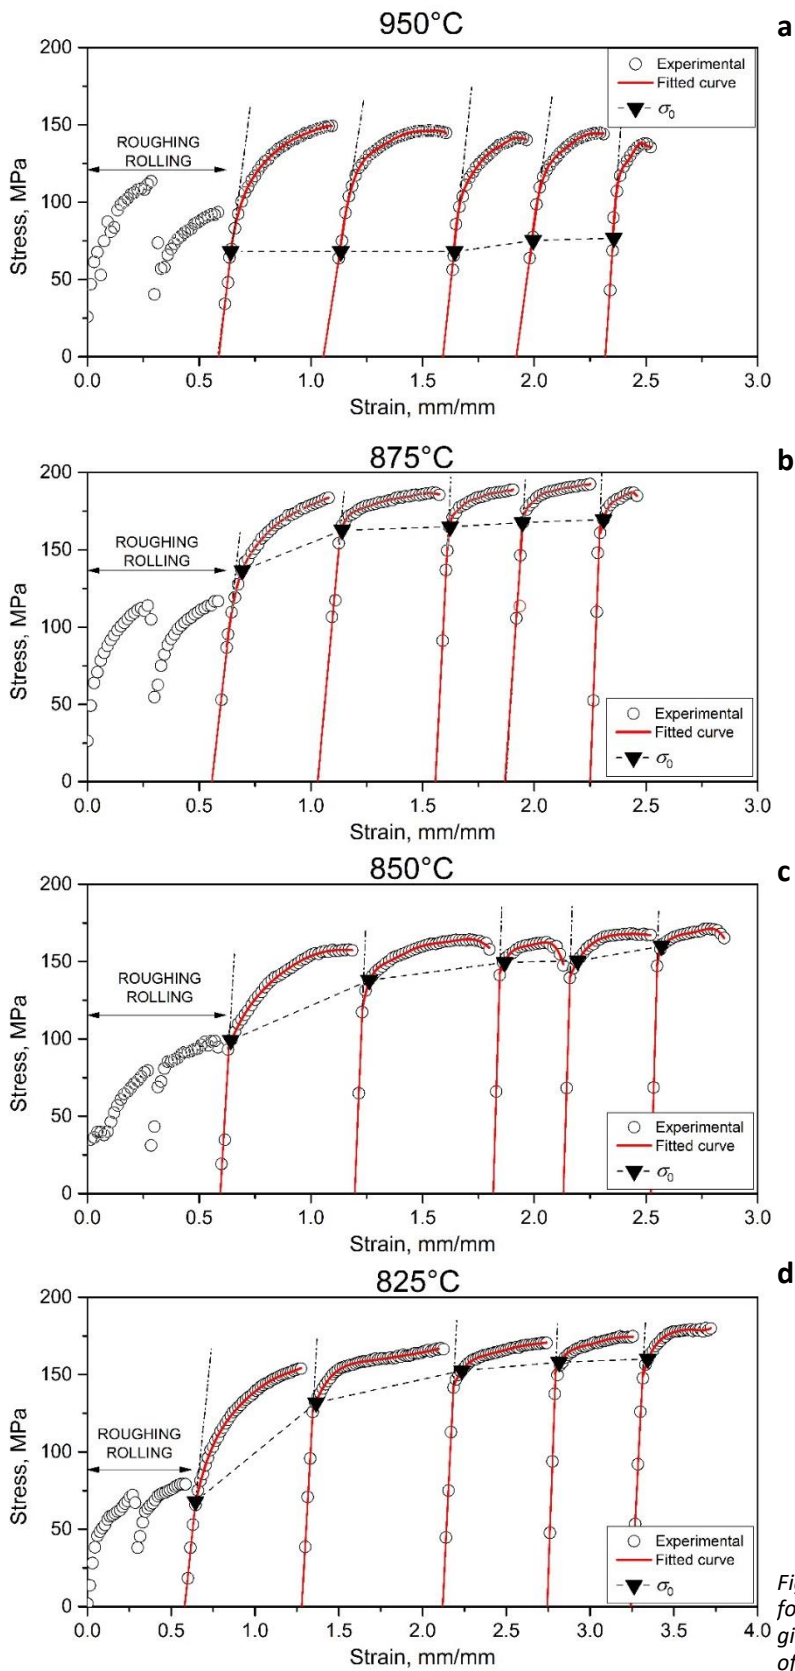 950°C
a
200
150
100
50
0
Stress, MPa
ROUGHING
ROLLING
Experimental
Fitted curve
σ0
0.0 0.5 1.0 1.5 2.0 2.5 3.0
Strain, mm/mm
875°C
b
200
150
100
50
0
Stress, MPa
ROUGHING
ROLLING
Experimental
Fitted curve
σ0
0.0 0.5 1.0 1.5 2.0 2.5 3.0
Strain, mm/mm
850°C
c
200
150
100
50
0
Stress, MPa
ROUGHING
ROLLING
Experimental
Fitted curve
σ0
0.0 0.5 1.0 1.5 2.0 2.5 3.0
Strain, mm/mm
825°C
d
200
150
100
50
0
Stress, MPa
ROUGHING
ROLLING
Experimental
Fitted curve
σ0
0.0 0.5 1.0 1.5 2.0 2.5 3.0 3.5 4.0
Strain, mm/mm
Fig
fo
gi
of